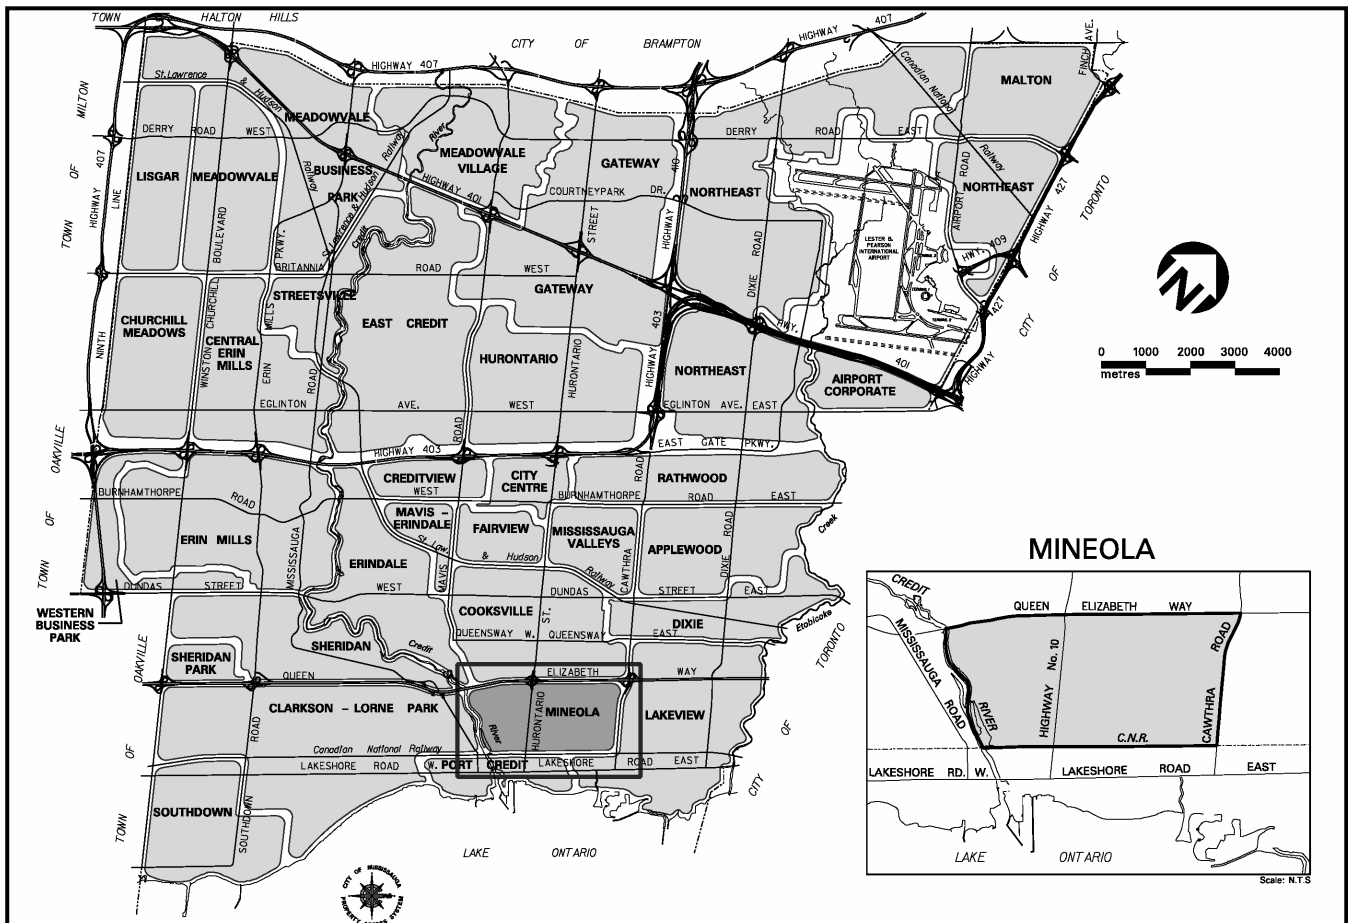 TOWN OF HALTON HILLS
CITY OF BRAMPTON
HIGHWAY 407
HIGHWAY 407
TOWN OF MILTON
HIGHWAY 407
NINTH LINE
St. Lawrence & Hudson Railway
MEADOWVALE
BUSINESS
PARK
DERRY ROAD WEST
LISGAR
MEADOWVALE
MEADOWVALE
VILLAGE
River
St. Lawrence & Hudson Railway
HIGHWAY 401
GATEWAY
COURTNEYPARK DR.
STREET
HIGHWAY 410
NORTHEAST
DERRY ROAD EAST
Canadian National Railway
MALTON
FINCH AVE.
NORTHEAST
AIRPORT ROAD
HIGHWAY 427
HWY. 409
LESTER B.
PEARSON
INTERNATIONAL
AIRPORT
CITY OF TORONTO
427
HIGHWAY
DIXIE ROAD
HWY. 401
AIRPORT
CORPORATE
WINSTON CHURCHILL BOULEVARD
ERIN MILLS PKWY.
BRITANNIA ROAD WEST
Credit
STREETSVILLE
CHURCHILL
MEADOWS
CENTRAL
ERIN
MILLS
EAST CREDIT
GATEWAY
HURONTARIO
HURONTARIO
HIGHWAY 403
NORTHEAST
ROAD
EGLINTON AVE. WEST
EGLINTON AVE. EAST
ROAD
HIGHWAY 403
EAST GATE PKWY.
TOWN OF OAKVILLE
BURNHAMTHORPE ROAD
CREDITVIEW
WEST
CITY
CENTRE
BURNHAMTHORPE ROAD EAST
RATHWOOD
ROAD
MAVIS -
ERINDALE
FAIRVIEW
MISSISSAUGA
VALLEYS
APPLEWOOD
DIXIE ROAD
Creek
ERIN MILLS
MISSISSAUGA
ERINDALE
St. Law. & Hudson Railway
MAVIS
CAWTHRA
DUNDAS STREET WEST
DUNDAS STREET EAST
WESTERN
BUSINESS
PARK
COOKSVILLE
ST.
QUEENSWAY W. QUEENSWAY EAST
DIXIE
Etobicoke
SHERIDAN
PARK
SHERIDAN
Credit
QUEEN ELIZABETH WAY
CLARKSON - LORNE PARK
ROAD
River
HURONTARIO
MINEOLA
LAKEVIEW
Canadian National Railway
LAKESHORE ROAD W.
PORT CREDIT
LAKESHORE ROAD EAST
TOWN OF OAKVILLE
SOUTHDOWN
SOUTHDOWN
CITY OF TORONTO
LAKE ONTARIO
CITY OF MISSISSAUGA
0 1000 2000 3000 4000
metres
N
MINEOLA
CREDIT
QUEEN ELIZABETH WAY
MISSISSAUGA ROAD
RIVER
HIGHWAY No. 10
CAWTHRA ROAD
C.N.R.
LAKESHORE RD. W. LAKESHORE ROAD EAST
LAKE ONTARIO
Scale: N.T.S